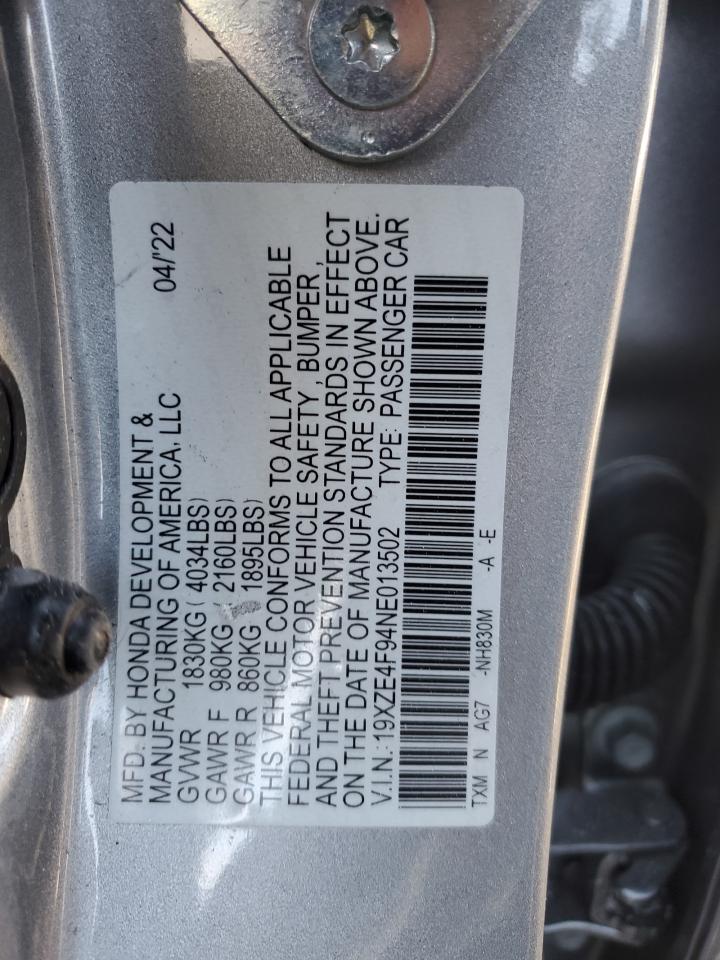 MFD. BY HONDA DEVELOPMENT &
MANUFACTURING OF AMERICA, LLC 04/'22
GVWR 1830KG ( 4034LBS)
GAWR F 980KG ( 2160LBS)
GAWR R 860KG ( 1895LBS)
THIS VEHICLE CONFORMS TO ALL APPLICABLE
FEDERAL MOTOR VEHICLE SAFETY , BUMPER ,
AND THEFT PREVENTION STANDARDS IN EFFECT
ON THE DATE OF MANUFACTURE SHOWN ABOVE.
V.I.N.: 19XZE4F94NE013502 TYPE: PASSENGER CAR
TXM N AG7 -NH830M -A -E